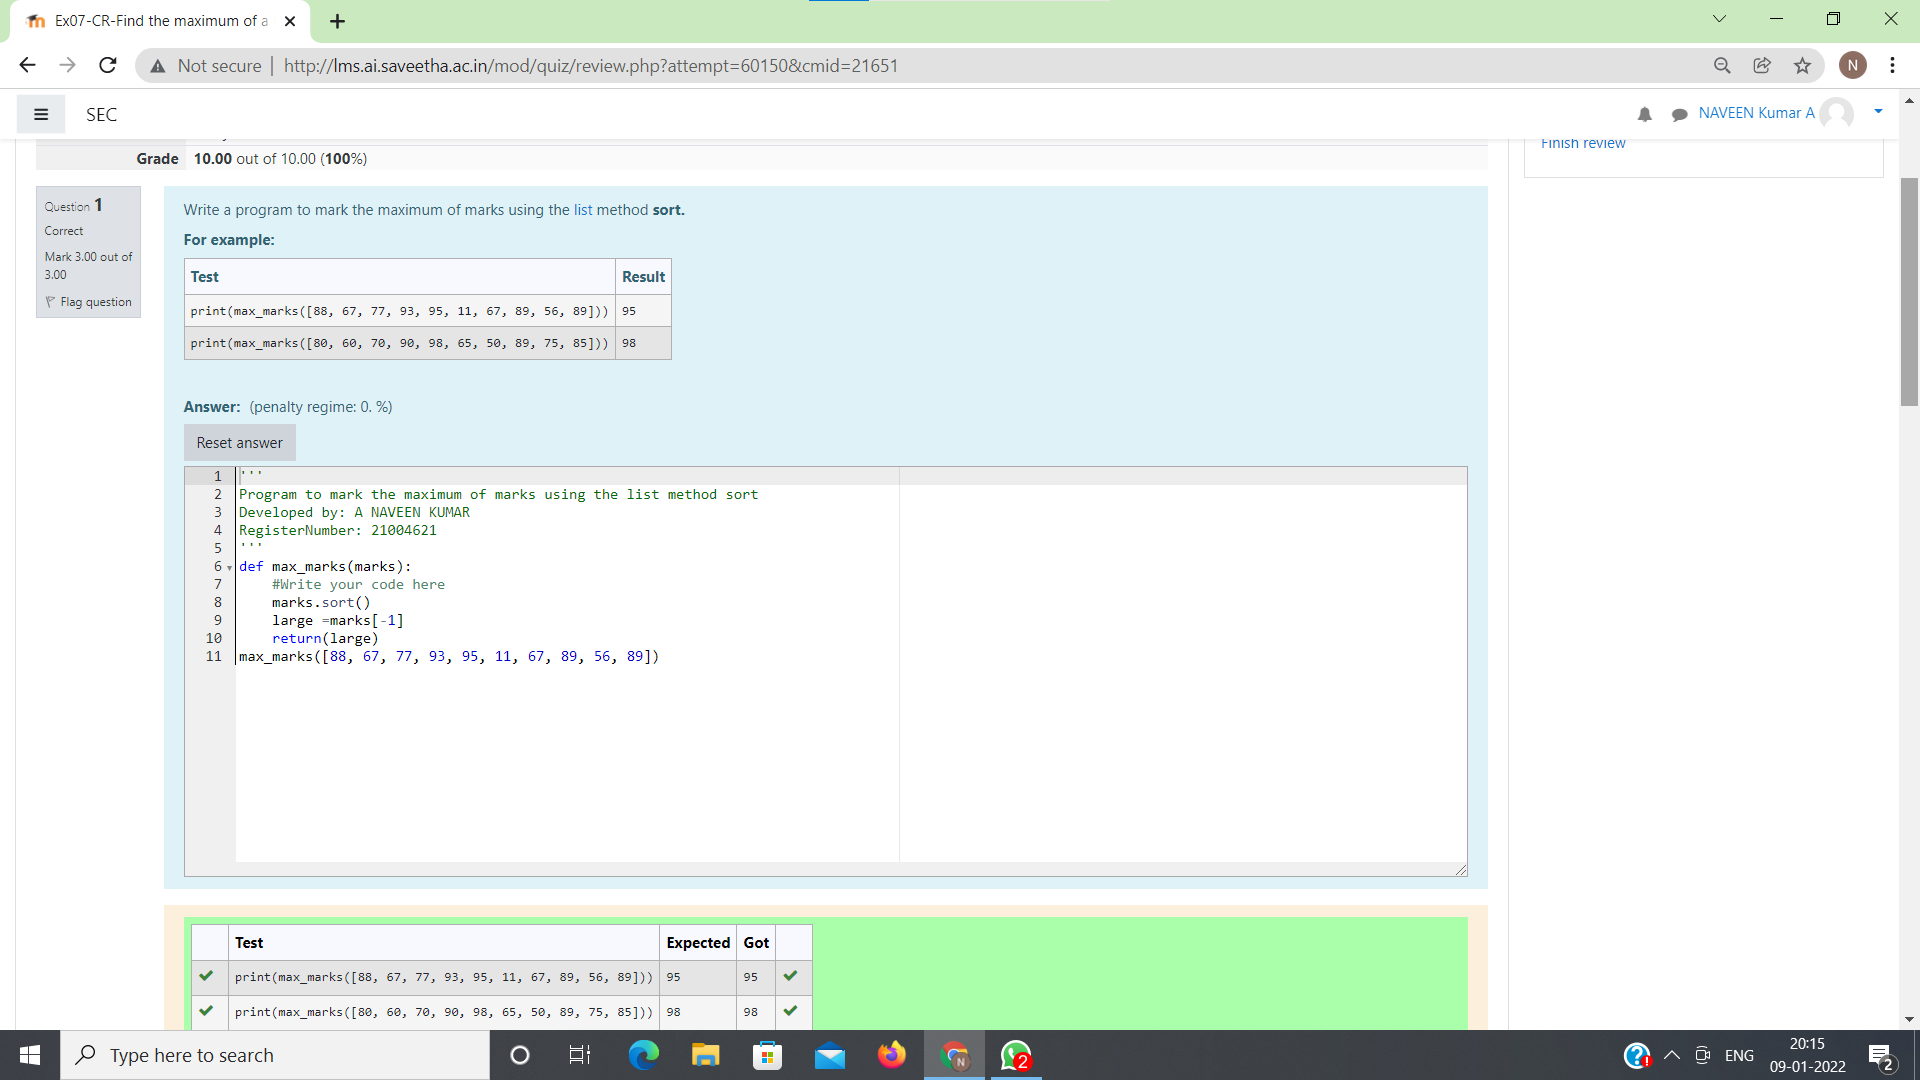 Ex07-CR-Find the maximum of a
Not secure | http://lms.ai.saveetha.ac.in/mod/quiz/review.php?attempt=60150&cmid=21651
N
SEC
NAVEEN Kumar A
Finish review
Grade 10.00 out of 10.00 (100%)
Question 1
Correct
Mark 3.00 out of
3.00
Flag question
Write a program to mark the maximum of marks using the list method sort.
For example:
Test Result
print(max_marks([88, 67, 77, 93, 95, 11, 67, 89, 56, 89])) 95
print(max_marks([80, 60, 70, 90, 98, 65, 50, 89, 75, 85])) 98
Answer: (penalty regime: 0. %)
Reset answer
1 '''
2 Program to mark the maximum of marks using the list method sort
3 Developed by: A NAVEEN KUMAR
4 RegisterNumber: 21004621
5 '''
6 def max_marks(marks):
7 #Write your code here
8 marks.sort()
9 large =marks[-1]
10 return(large)
11 max_marks([88, 67, 77, 93, 95, 11, 67, 89, 56, 89])
Test Expected Got
print(max_marks([88, 67, 77, 93, 95, 11, 67, 89, 56, 89])) 95 95
print(max_marks([80, 60, 70, 90, 98, 65, 50, 89, 75, 85])) 98 98
Type here to search
N
2
ENG
20:15
09-01-2022
2